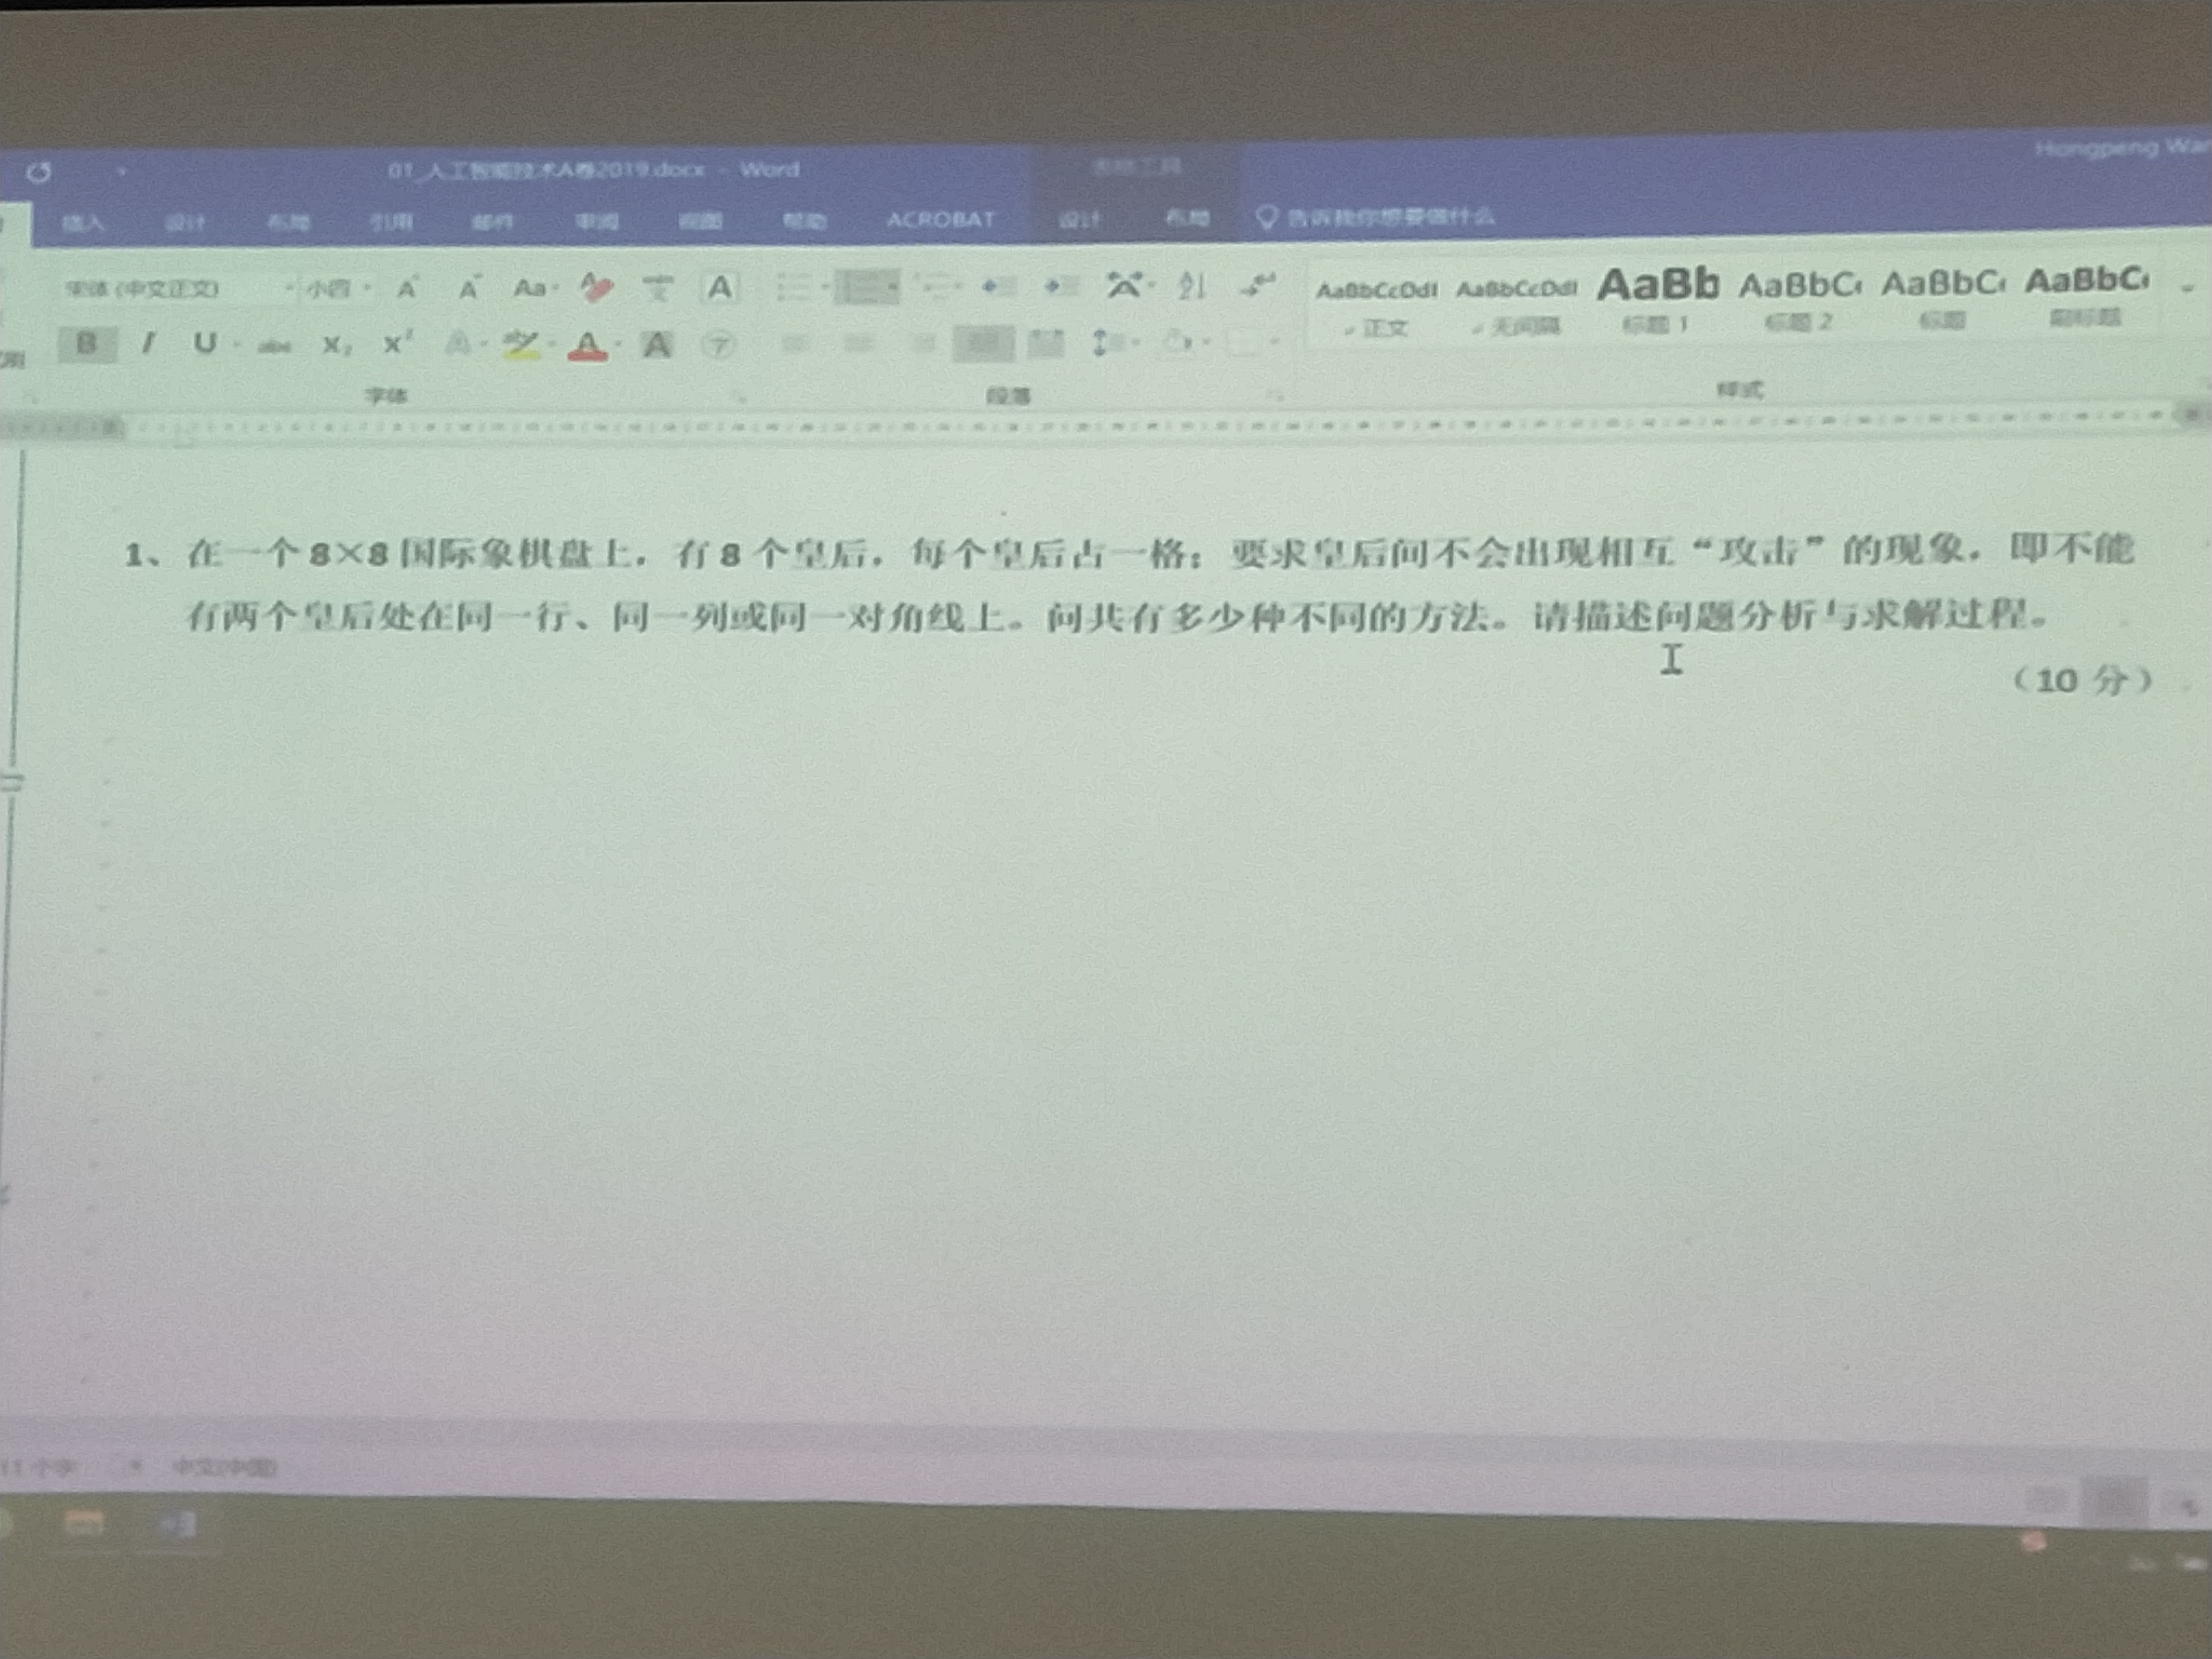 Hongpeng Wa
01_人工智能技术A卷2019.docx - Word 表格工具
插入 设计 布局 引用 邮件 审阅 视图 帮助 ACROBAT 设计 布局 告诉我你想要做什么
宋体 (中文正文) 小四 A A Aa A A AaBbCcDdI AaBbCcDdI AaBb AaBbC AaBbC AaBbC
B I U abc X₂ X² A A A 字 正文 无间隔 标题 1 标题 2 标题 副标题
字体 段落 样式
1、在一个 8×8 国际象棋盘上，有 8 个皇后，每个皇后占一格；要求皇后间不会出现相互“攻击”的现象，即不能
有两个皇后处在同一行、同一列或同一对角线上。问共有多少种不同的方法。请描述问题分析与求解过程。
（10 分）
个字 中文(中国)